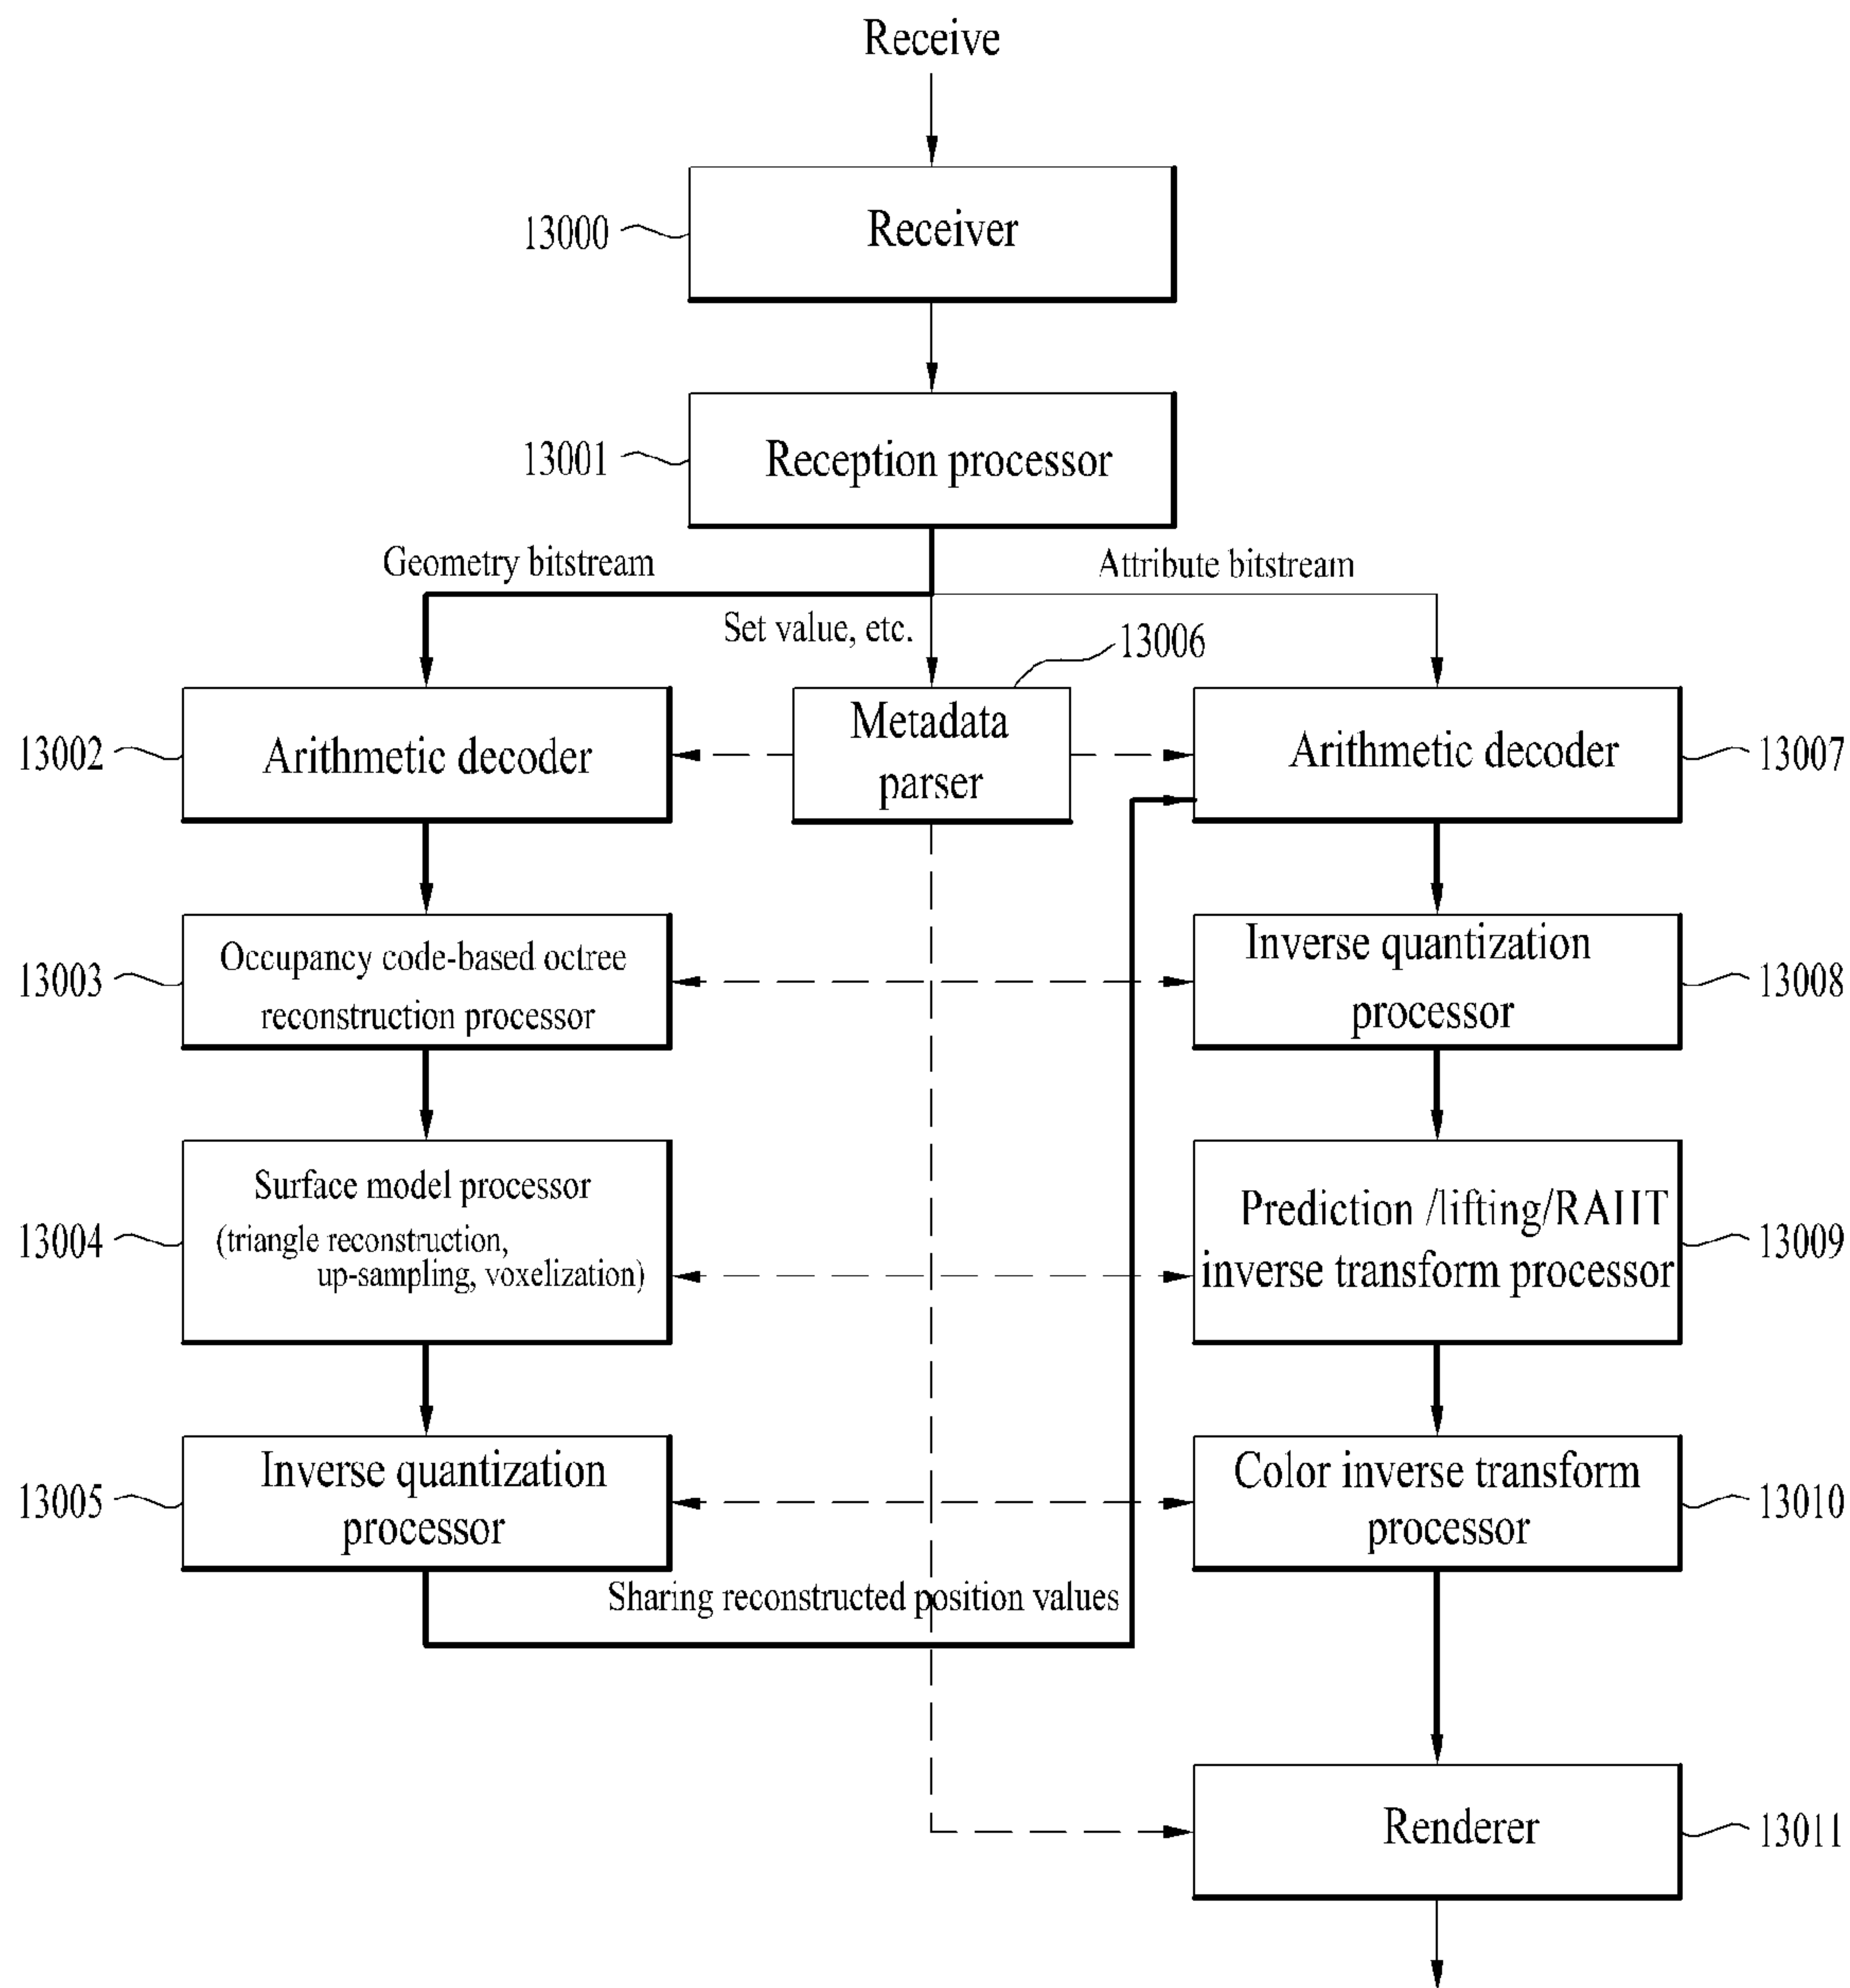 Receive
13000
Receiver
13001
Reception processor
Geometry bitstream
Attribute bitstream
Set value, etc.
13006
13002
Arithmetic decoder
Metadata
parser
Arithmetic decoder
13007
13003
Occupancy code-based octree
reconstruction processor
Inverse quantization
processor
13008
13004
Surface model processor
(triangle reconstruction,
up-sampling, voxelization)
Prediction /lifting/RAHT
inverse transform processor
13009
13005
Inverse quantization
processor
Color inverse transform
processor
13010
Sharing reconstructed position values
Renderer
13011